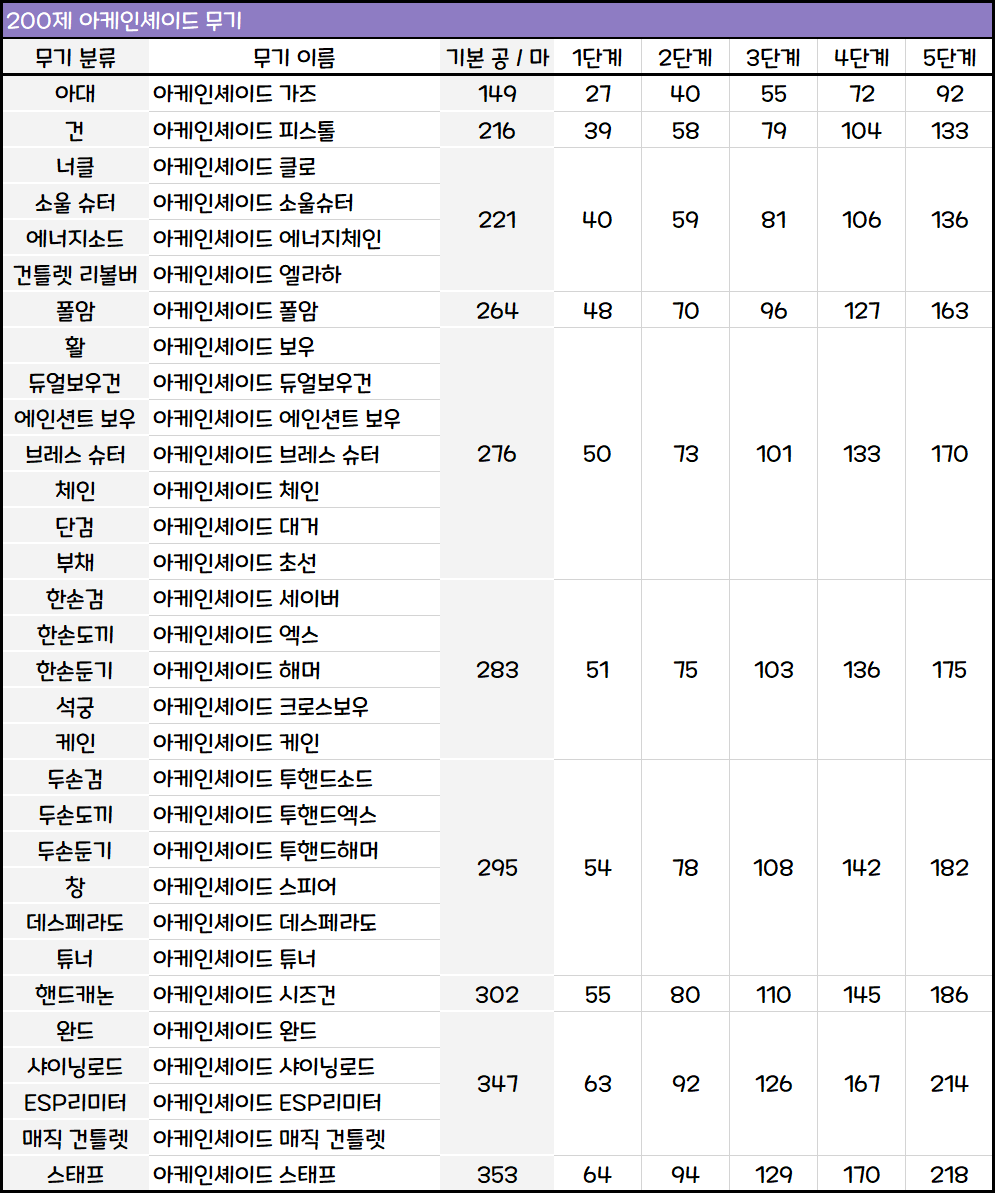 200제 아케인셰이드 무기
무기 분류 무기 이름 기본 공 / 마 1단계 2단계 3단계 4단계 5단계
아대 아케인셰이드 가즈 149 27 40 55 72 92
건 아케인셰이드 피스톨 216 39 58 79 104 133
너클 아케인셰이드 클로
소울 슈터 아케인셰이드 소울슈터
221 40 59 81 106 136
에너지소드 아케인셰이드 에너지체인
건틀렛 리볼버 아케인셰이드 엘라하
폴암 아케인셰이드 폴암 264 48 70 96 127 163
활 아케인셰이드 보우
듀얼보우건 아케인셰이드 듀얼보우건
에인션트 보우 아케인셰이드 에인션트 보우
브레스 슈터 아케인셰이드 브레스 슈터 276 50 73 101 133 170
체인 아케인셰이드 체인
단검 아케인셰이드 대거
부채 아케인셰이드 초선
한손검 아케인셰이드 세이버
한손도끼 아케인셰이드 엑스
한손둔기 아케인셰이드 해머 283 51 75 103 136 175
석궁 아케인셰이드 크로스보우
케인 아케인셰이드 케인
두손검 아케인셰이드 투핸드소드
두손도끼 아케인셰이드 투핸드엑스
두손둔기 아케인셰이드 투핸드해머
295 54 78 108 142 182
창 아케인셰이드 스피어
데스페라도 아케인셰이드 데스페라도
튜너 아케인셰이드 튜너
핸드캐논 아케인셰이드 시즈건 302 55 80 110 145 186
완드 아케인셰이드 완드
샤이닝로드 아케인셰이드 샤이닝로드
347 63 92 126 167 214
ESP리미터 아케인셰이드 ESP리미터
매직 건틀렛 아케인셰이드 매직 건틀렛
스태프 아케인셰이드 스태프 353 64 94 129 170 218